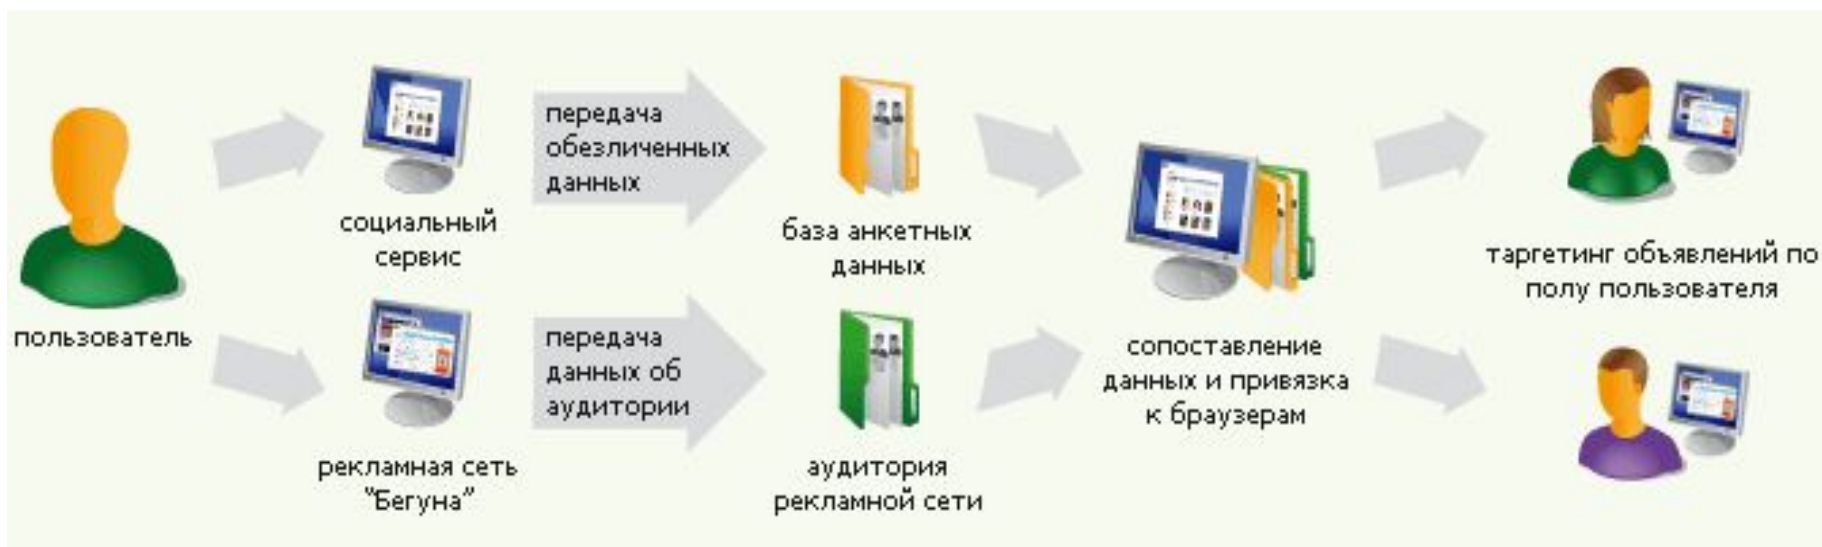 пользователь
социальный
сервис
рекламная сеть
"Бегуна"
передача
обезличенных
данных
передача
данных об
аудитории
база анкетных
данных
аудитория
рекламной сети
сопоставление
данных и привязка
к браузерам
таргетинг объявлений по
полу пользователя